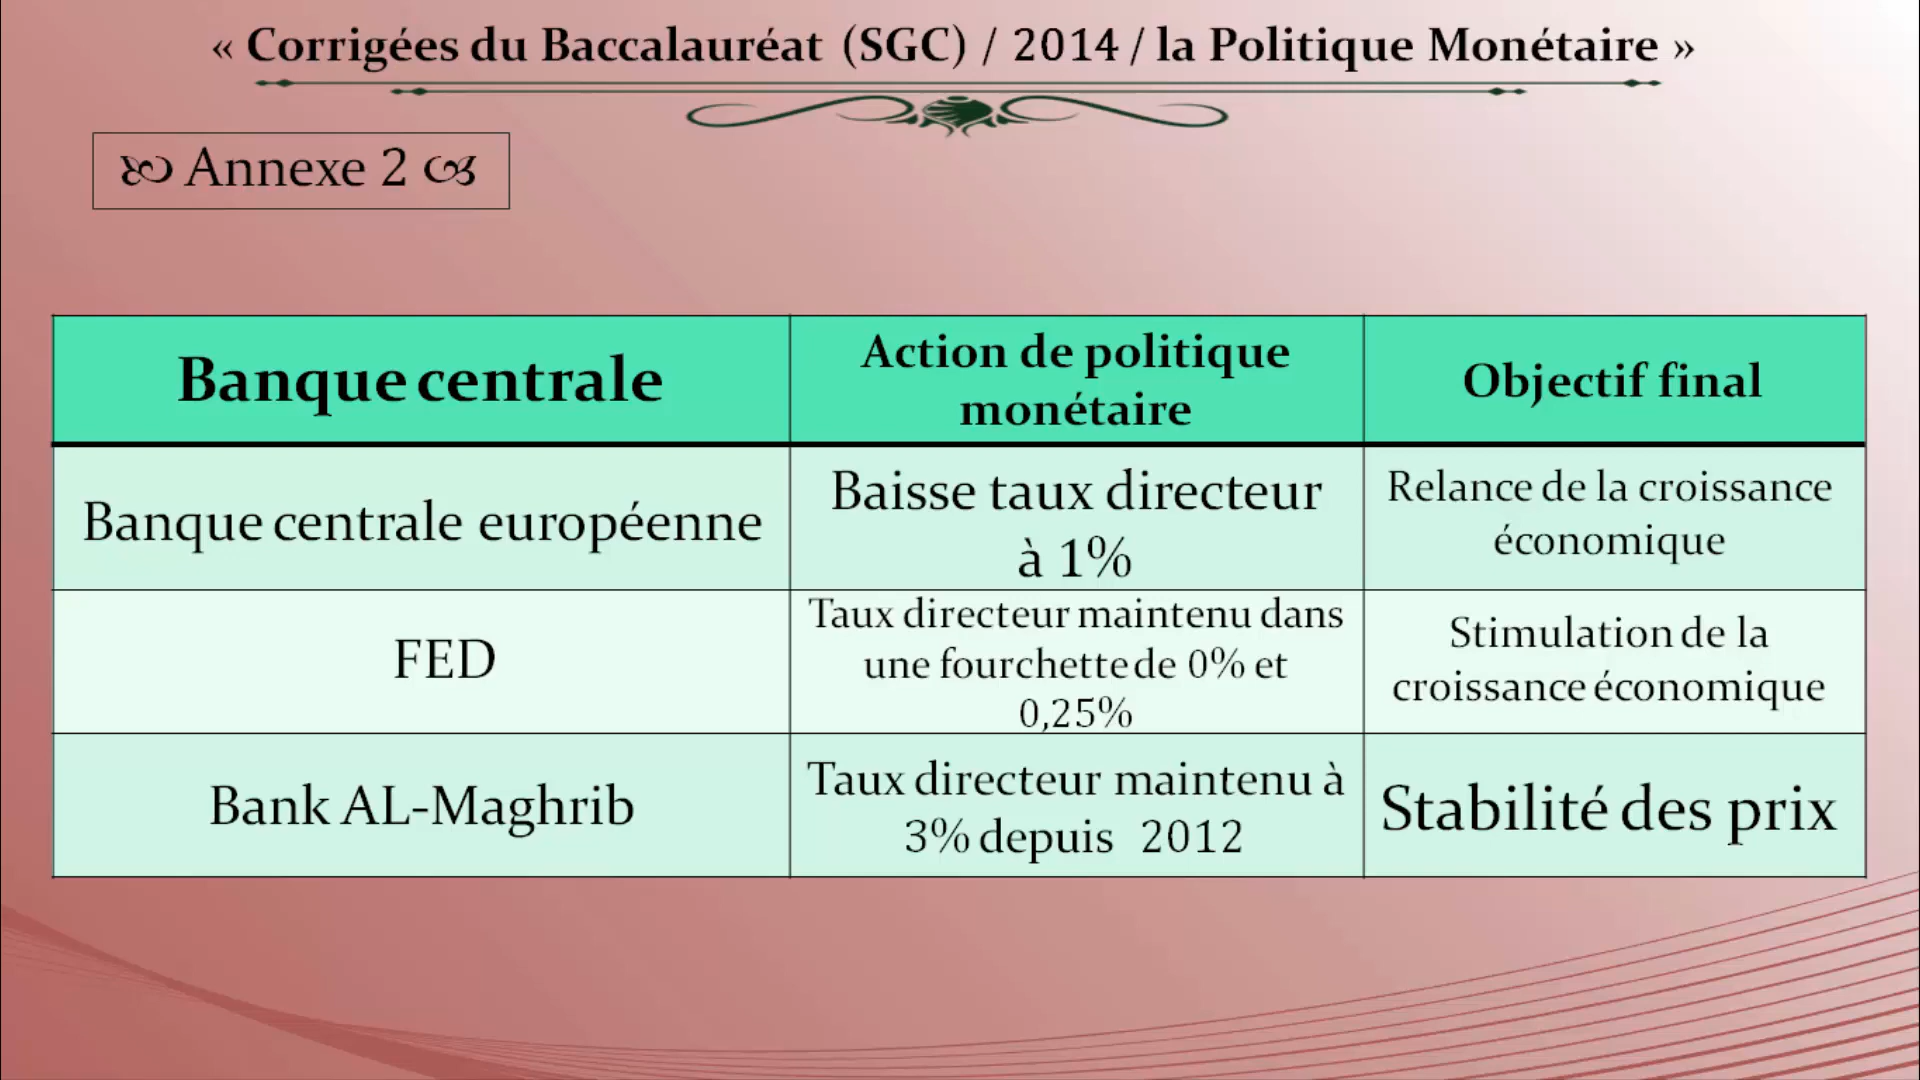 « Corrigées du Baccalauréat (SGC) / 2014 / la Politique Monétaire »
Annexe 2
Banque centrale
Action de politique
monétaire
Objectif final
Banque centrale européenne
Baisse taux directeur
à 1%
Relance de la croissance
économique
FED
Taux directeur maintenu dans
une fourchette de 0% et
0,25%
Stimulation de la
croissance économique
Bank AL-Maghrib
Taux directeur maintenu à
3% depuis 2012
Stabilité des prix